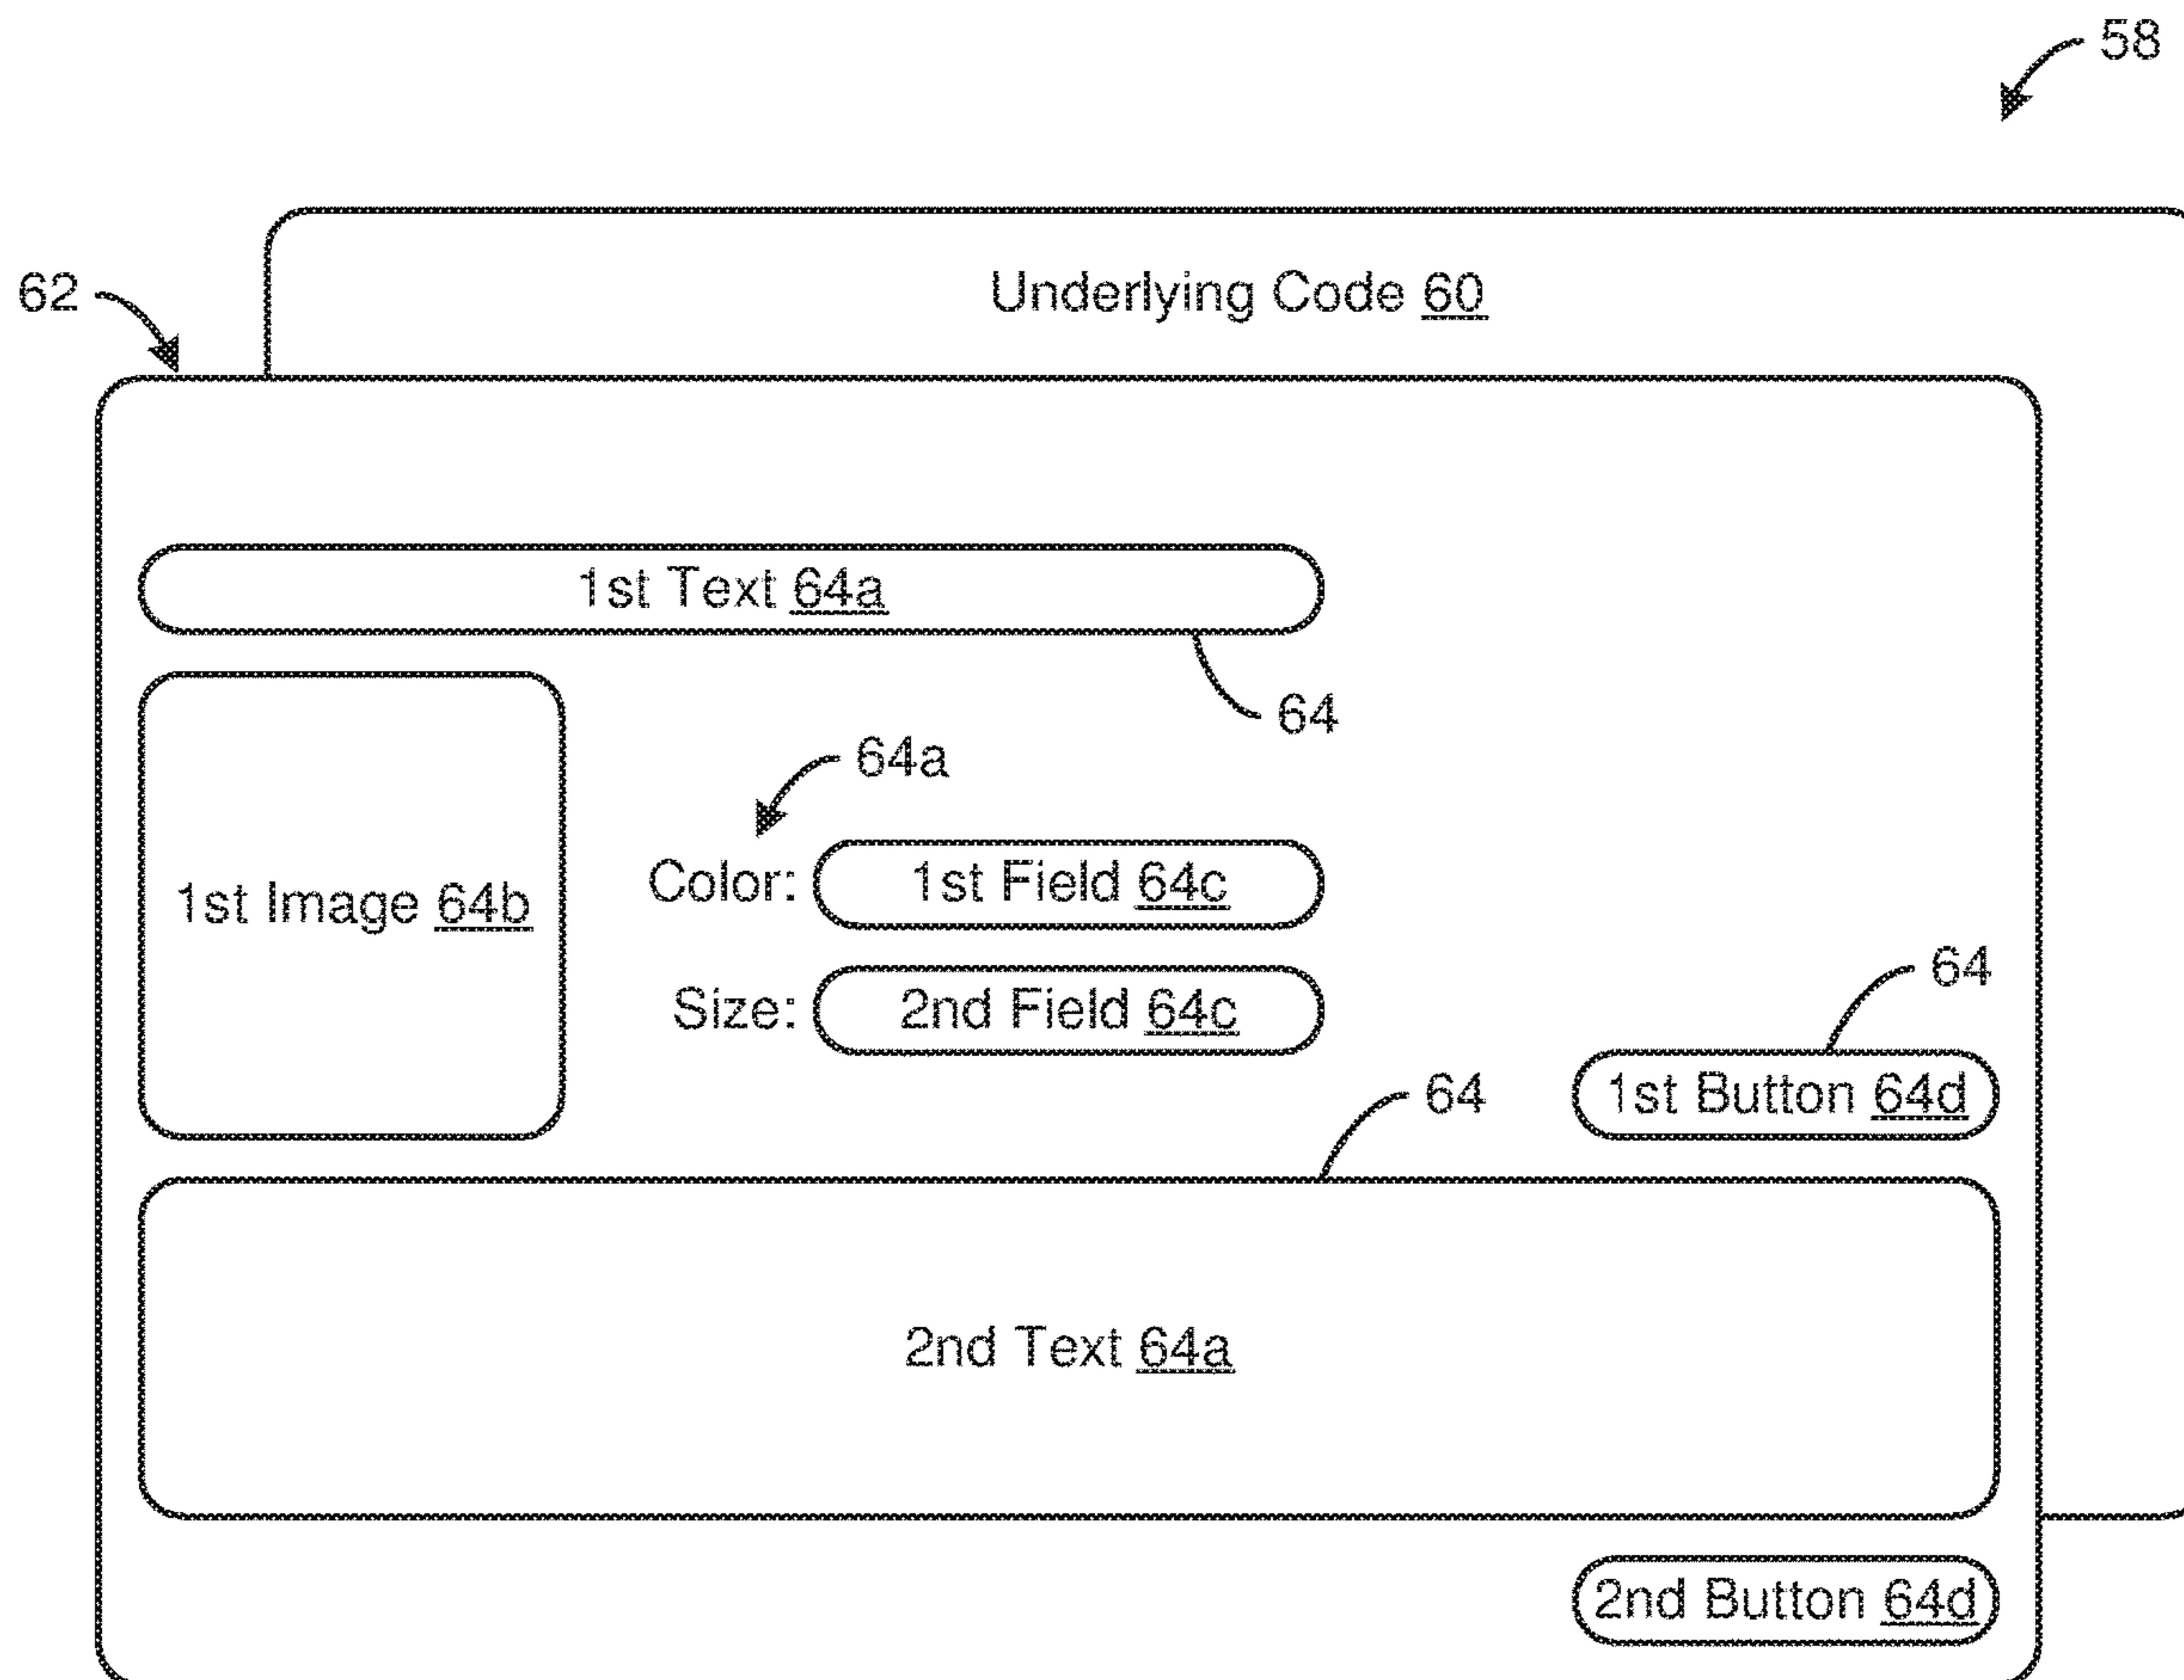 58
Underlying Code 60
62
1st Text 64a
64
64a
Color: 1st Field 64c
1st Image 64b
64
Size: 2nd Field 64c
64
1st Button 64d
2nd Text 64a
2nd Button 64d